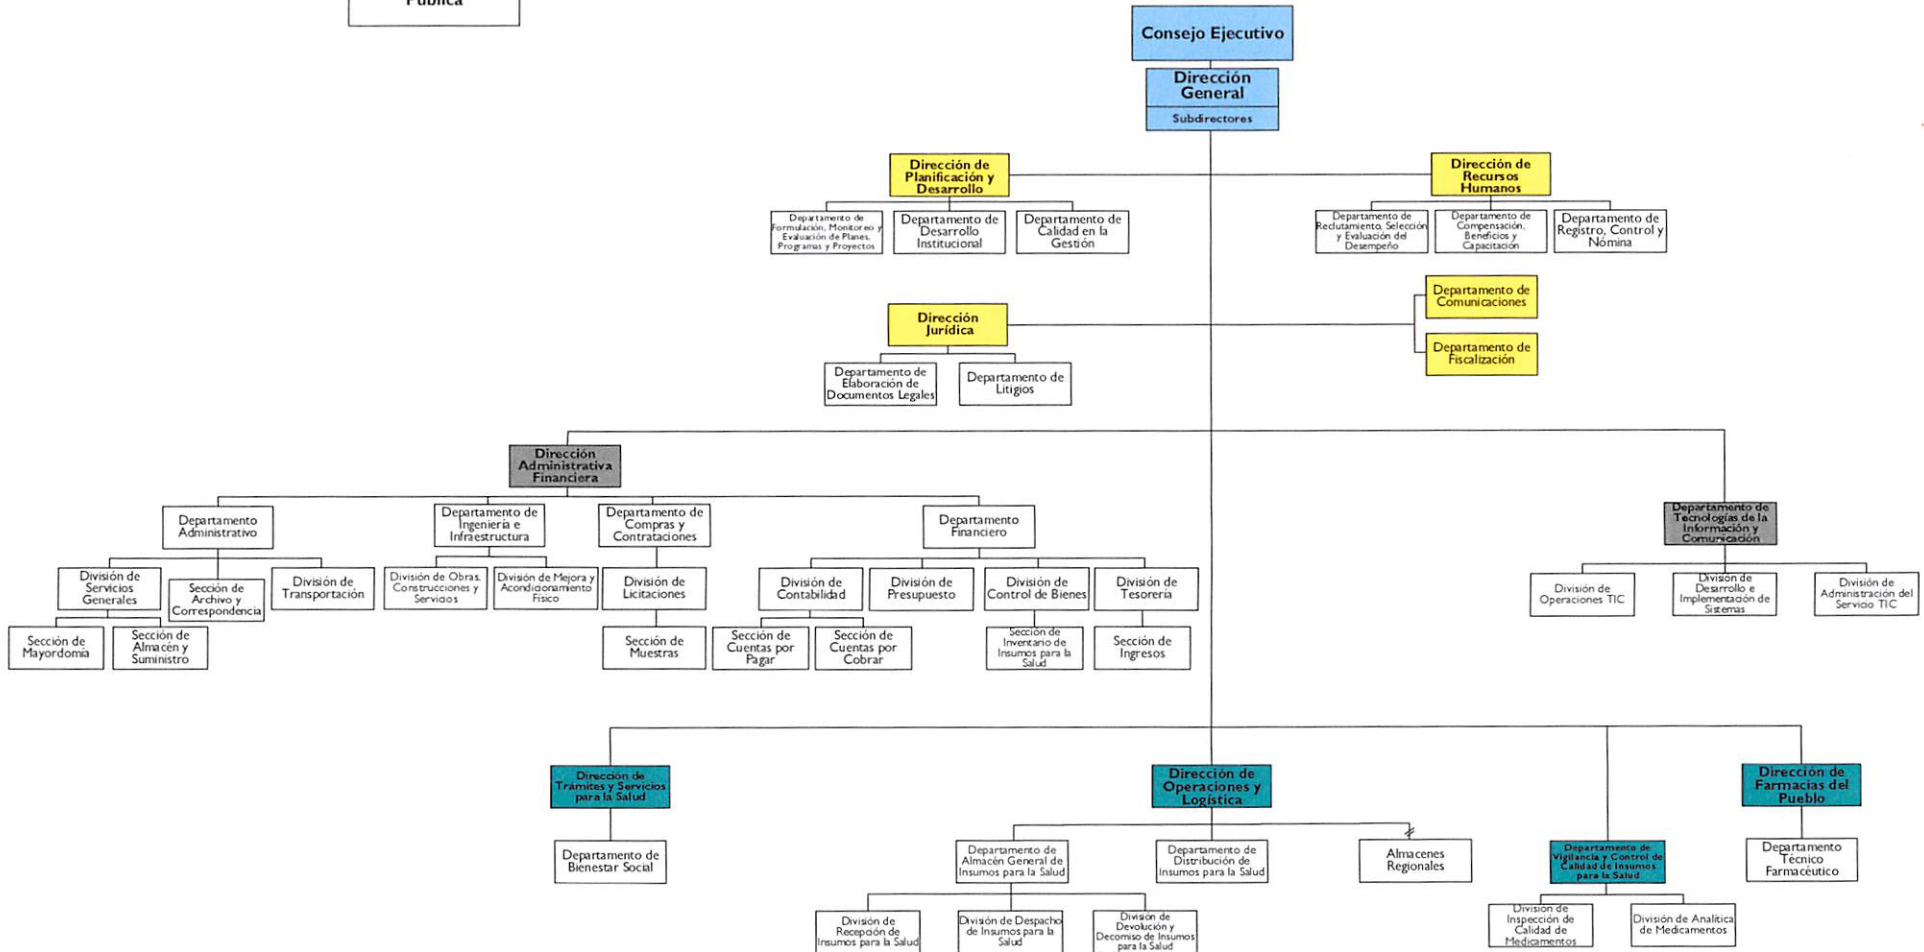 Pública
Consejo Ejecutivo
Dirección
General
Subdirectores
Dirección de
Planificación y
Desarrollo
Dirección de
Recursos
Humanos
Departamento de
Formulación, Monitoreo y
Evaluación de Planes,
Programas y Proyectos
Departamento de
Desarrollo
Institucional
Departamento de
Calidad en la
Gestión
Departamento de
Reclutamiento, Selección
y Evaluación del
Desempeño
Departamento de
Compensación,
Beneficios y
Capacitación
Departamento de
Registro, Control y
Nómina
Departamento de
Comunicaciones
Dirección
Jurídica
Departamento de
Fiscalización
Departamento de
Elaboración de
Documentos Legales
Departamento de
Litigios
Dirección
Administrativa
Financiera
Departamento
Administrativo
Departamento de
Ingeniería e
Infraestructura
Departamento de
Compras y
Contrataciones
Departamento
Financiero
Departamento de
Tecnologías de la
Información y
Comunicación
División de
Servicios
Generales
Sección de
Archivo y
Correspondencia
División de
Transportación
División de Obras,
Construcciones y
Servicios
División de Mejora y
Acondicionamiento
Físico
División de
Licitaciones
División de
Contabilidad
División de
Presupuesto
División de
Control de Bienes
División de
Tesorería
División de
Operaciones TIC
División de
Desarrollo e
Implementación de
Sistemas
División de
Administración del
Servicio TIC
Sección de
Mayordomía
Sección de
Almacén y
Suministro
Sección de
Muestras
Sección de
Cuentas por
Pagar
Sección de
Cuentas por
Cobrar
Sección de
Inventario de
Insumos para la
Salud
Sección de
Ingresos
Dirección de
Trámites y Servicios
para la Salud
Dirección de
Operaciones y
Logística
Dirección de
Farmacias del
Pueblo
Departamento de
Bienestar Social
Departamento de
Almacén General de
Insumos para la Salud
Departamento de
Distribución de
Insumos para la Salud
Almacenes
Regionales
Departamento de
Vigilancia y Control de
Calidad de Insumos
para la Salud
Departamento
Técnico
Farmacéutico
División de
Recepción de
Insumos para la Salud
División de Despacho
de Insumos para la
Salud
División de
Devolución y
Decomiso de Insumos
para la Salud
División de
Inspección de
Calidad de
Medicamentos
División de Analítica
de Medicamentos